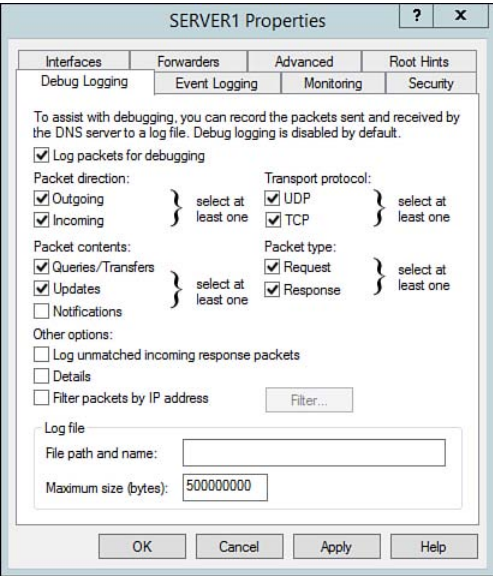 SERVER1 Properties
? x
Interfaces Forwarders Advanced Root Hints
Debug Logging Event Logging Monitoring Security
To assist with debugging, you can record the packets sent and received by
the DNS server to a log file. Debug logging is disabled by default.
Log packets for debugging
Packet direction: Transport protocol:
Outgoing select at UDP select at
Incoming least one TCP least one
Packet contents: Packet type:
Queries/Transfers Request
Updates select at Response select at
Notifications least one least one
Other options:
Log unmatched incoming response packets
Details
Filter packets by IP address Filter...
Log file
File path and name:
Maximum size (bytes): 500000000
OK Cancel Apply Help